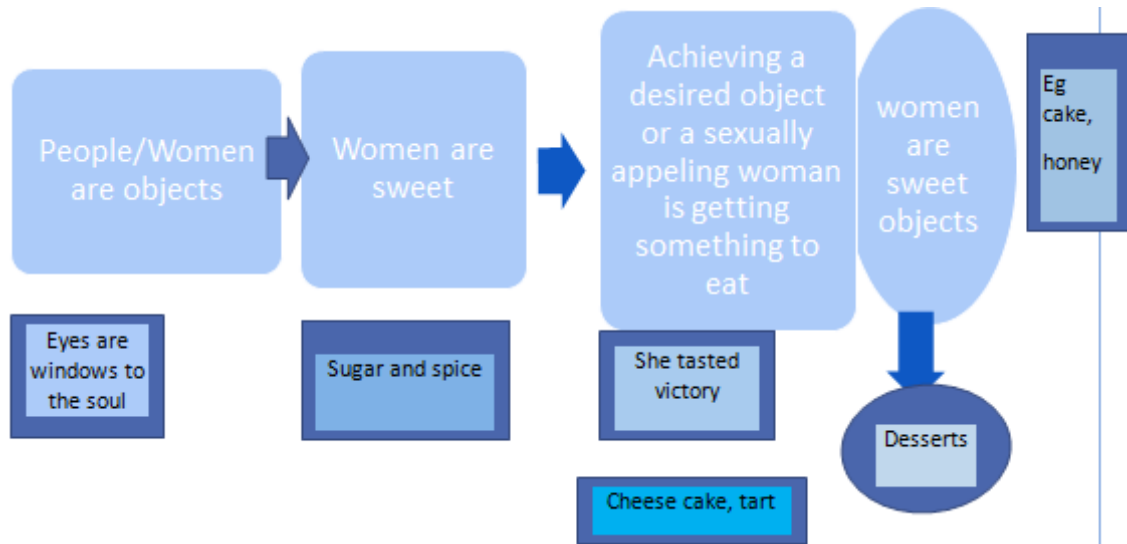 People/Women
are objects
Women are
sweet
Achieving a
desired object
or a sexually
appeling woman
is getting
something to
eat
women
are
sweet
objects
Eg
cake,
honey
Eyes are
windows to
the soul
Sugar and spice
She tasted
victory
Desserts
Cheese cake, tart